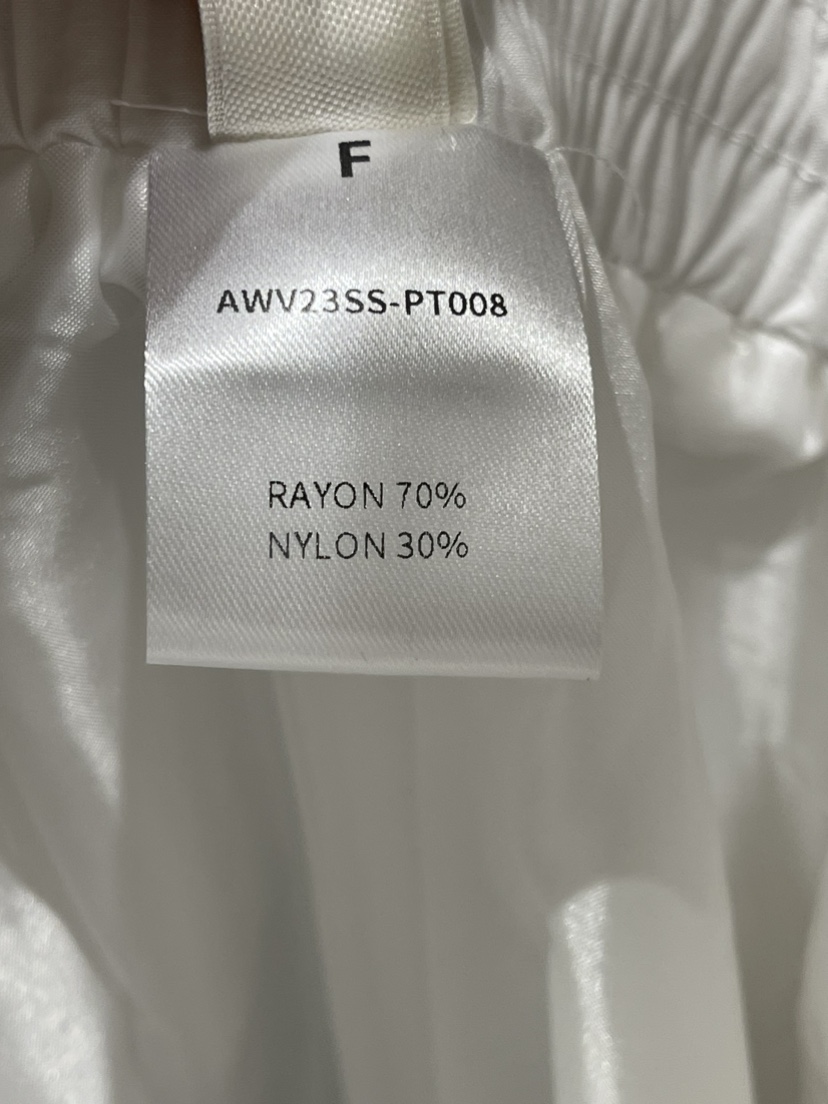 F
AWV23SS-PT008
RAYON 70%
NYLON 30%